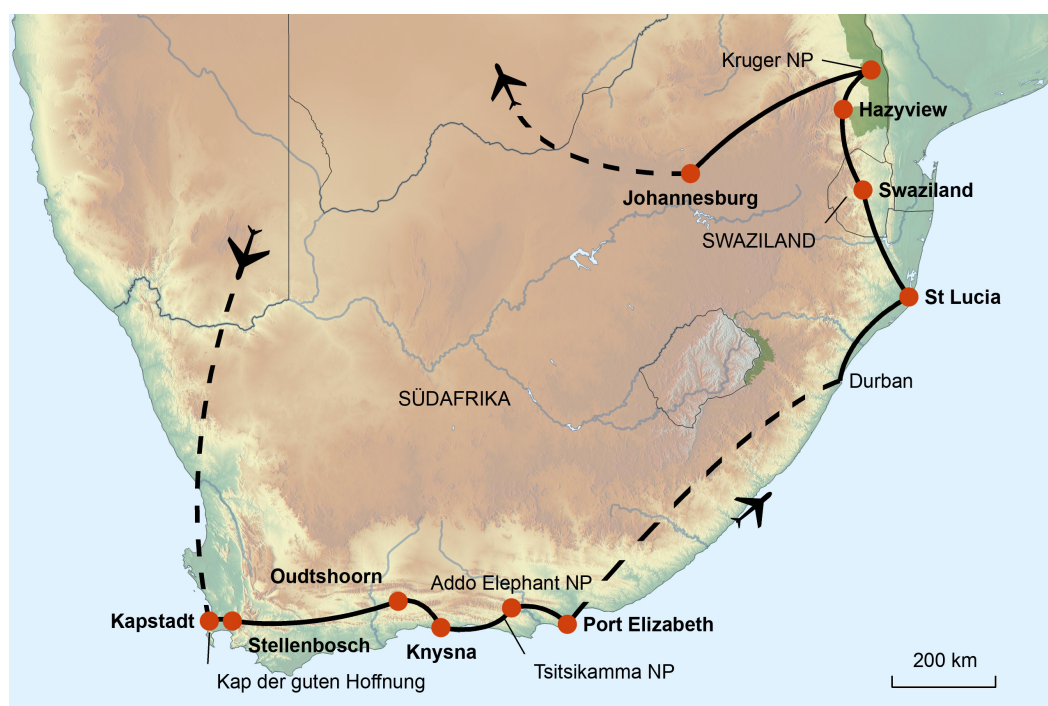 Kruger NP
Hazyview
Johannesburg
Swaziland
SWAZILAND
St Lucia
Durban
SÜDAFRIKA
Oudtshoorn
Addo Elephant NP
Kapstadt
Port Elizabeth
Stellenbosch
Knysna
Tsitsikamma NP
Kap der guten Hoffnung
200 km